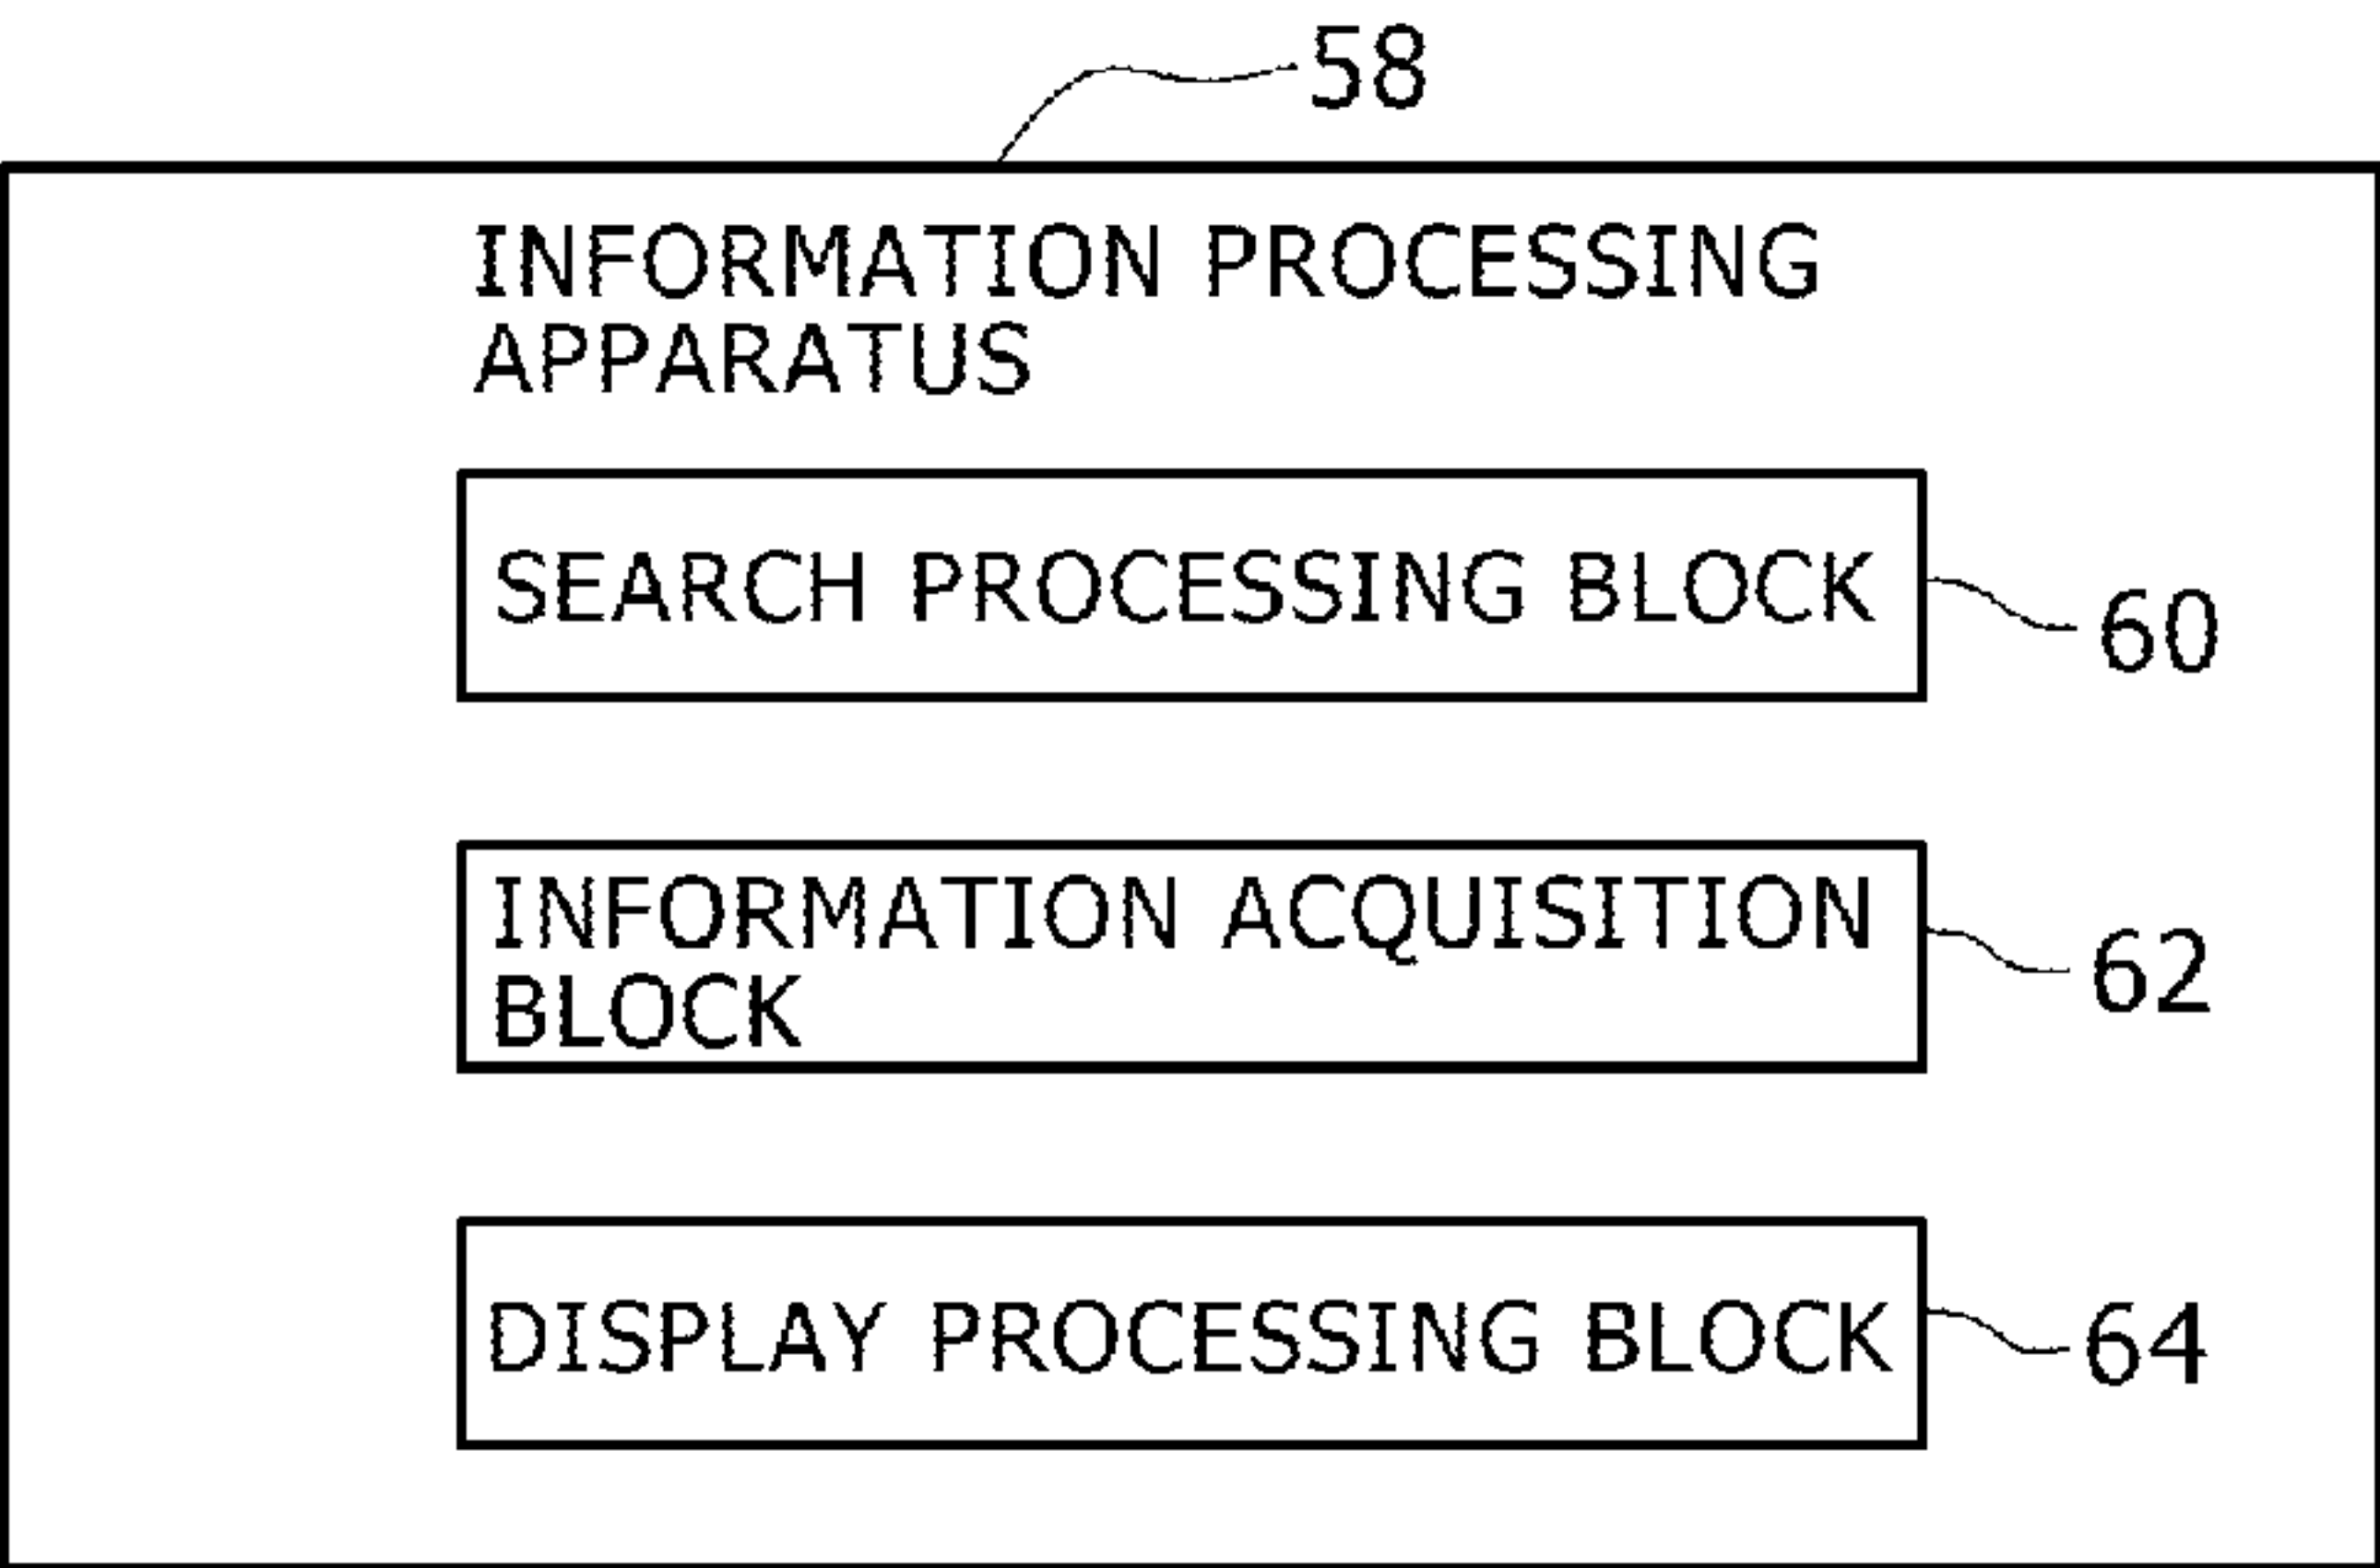 58
INFORMATION PROCESSING
APPARATUS
SEARCH PROCESSING BLOCK
60
INFORMATION ACQUISITION
BLOCK
62
DISPLAY PROCESSING BLOCK
64